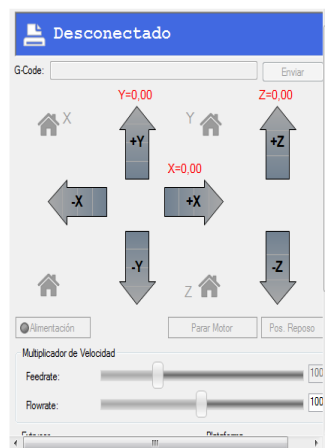 Desconectado
G-Code:
Enviar
Y=0,00
Z=0,00
X
Y
+Y
+Z
X=0,00
-X
+X
-Y
-Z
Z
Alimentación
Parar Motor
Pos. Reposo
Multiplicador de Velocidad
Feedrate:
100
Flowrate:
100